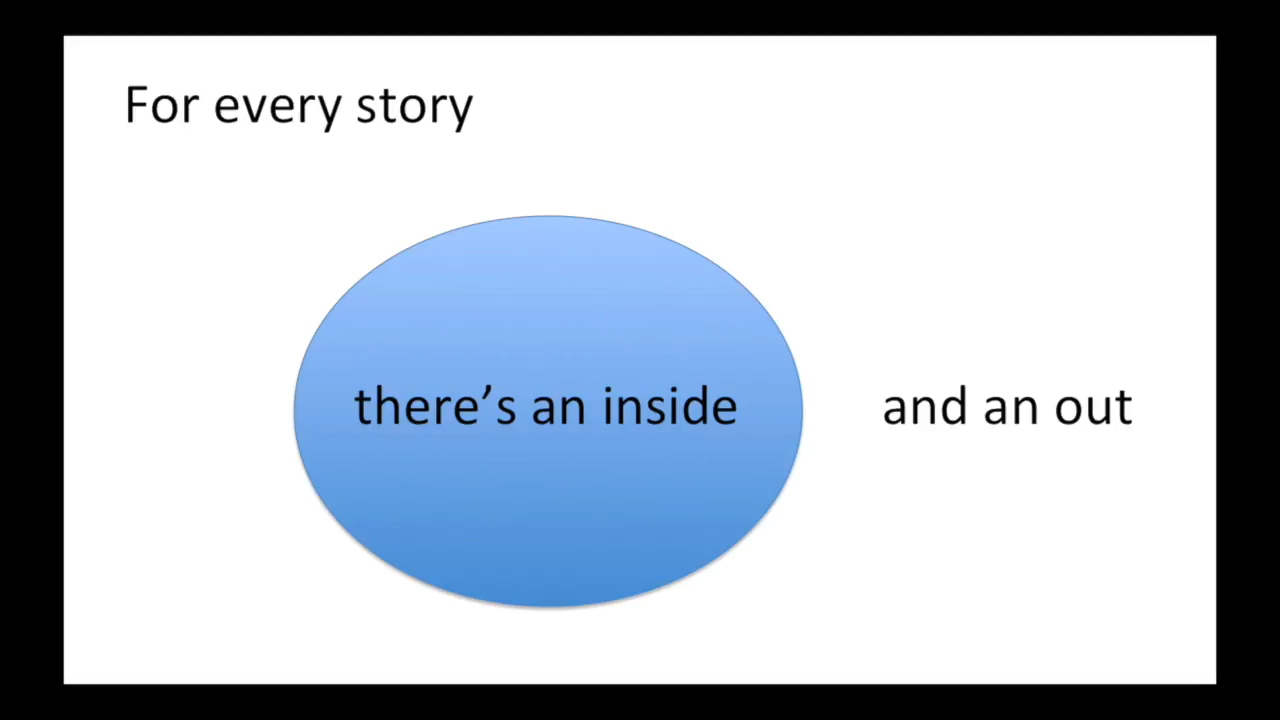 For every story
there’s an inside
and an out